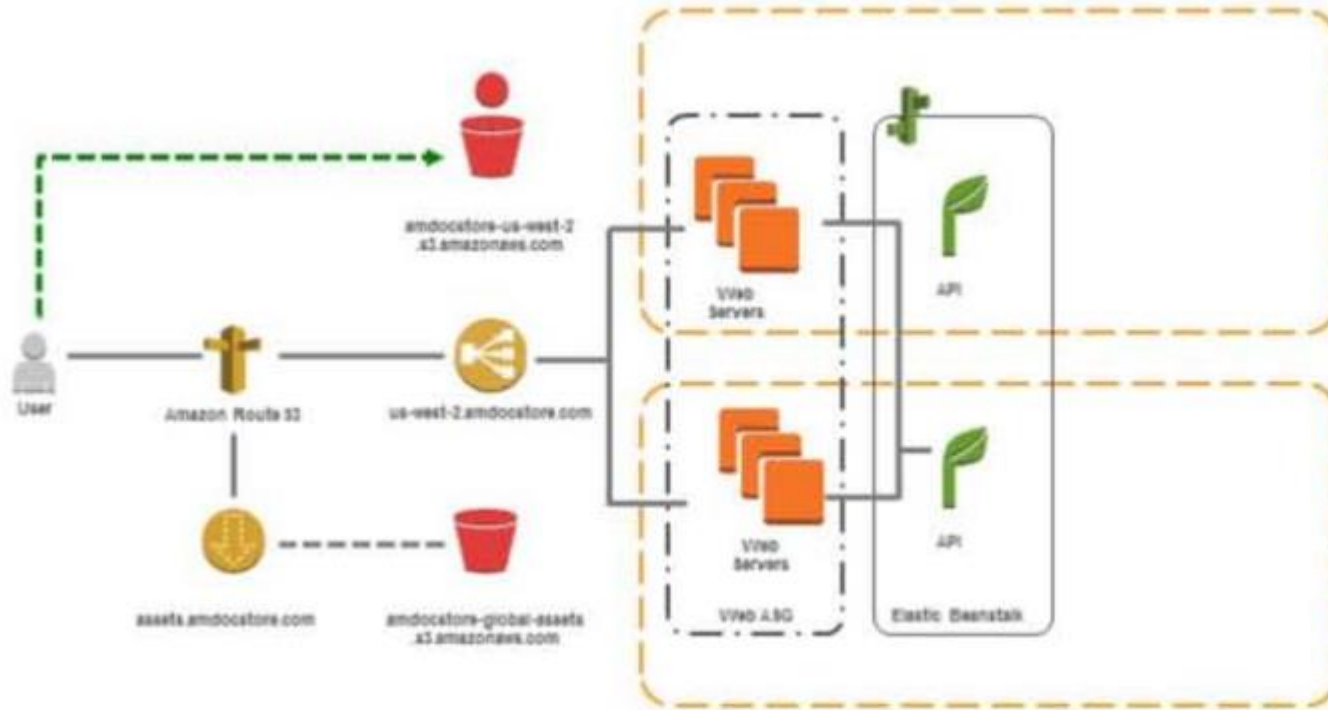 amdocstore-us-west-2
.s3.amazonaws.com
Web
Servers
API
User
Amazon Route 53
us-west-2.amdocstore.com
Web
Servers
API
assets.amdocstore.com
amdocstore-global-assets
.s3.amazonaws.com
Web ASG
Elastic Beanstalk